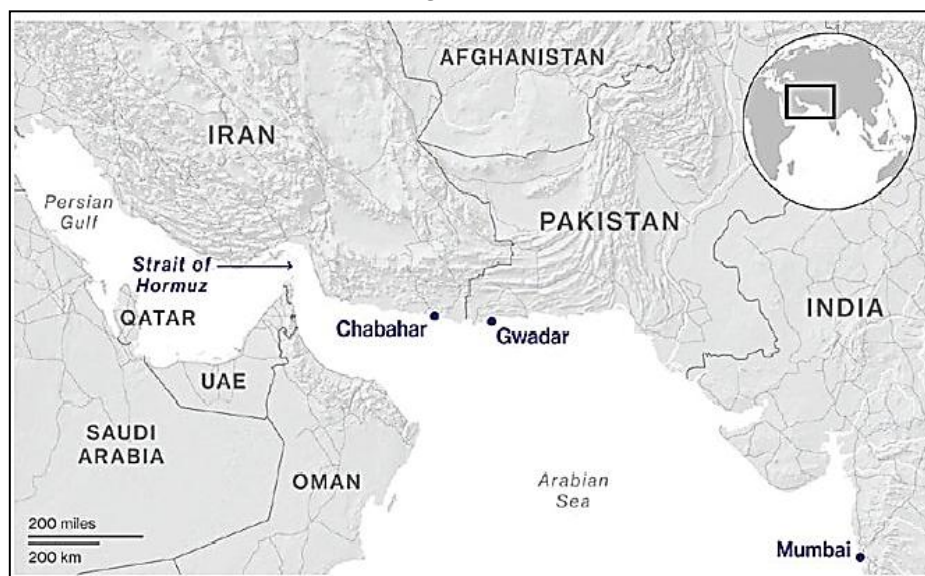 AFGHANISTAN
IRAN
Persian
Gulf
PAKISTAN
Strait of
Hormuz
QATAR
Chabahar
Gwadar
INDIA
UAE
SAUDI
ARABIA
OMAN
Arabian
Sea
200 miles
200 km
Mumbai